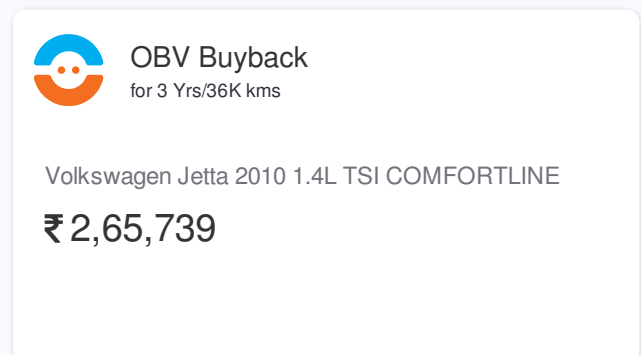 OBV Buyback
for 3 Yrs/36K kms
Volkswagen Jetta 2010 1.4L TSI COMFORTLINE
₹ 2,65,739